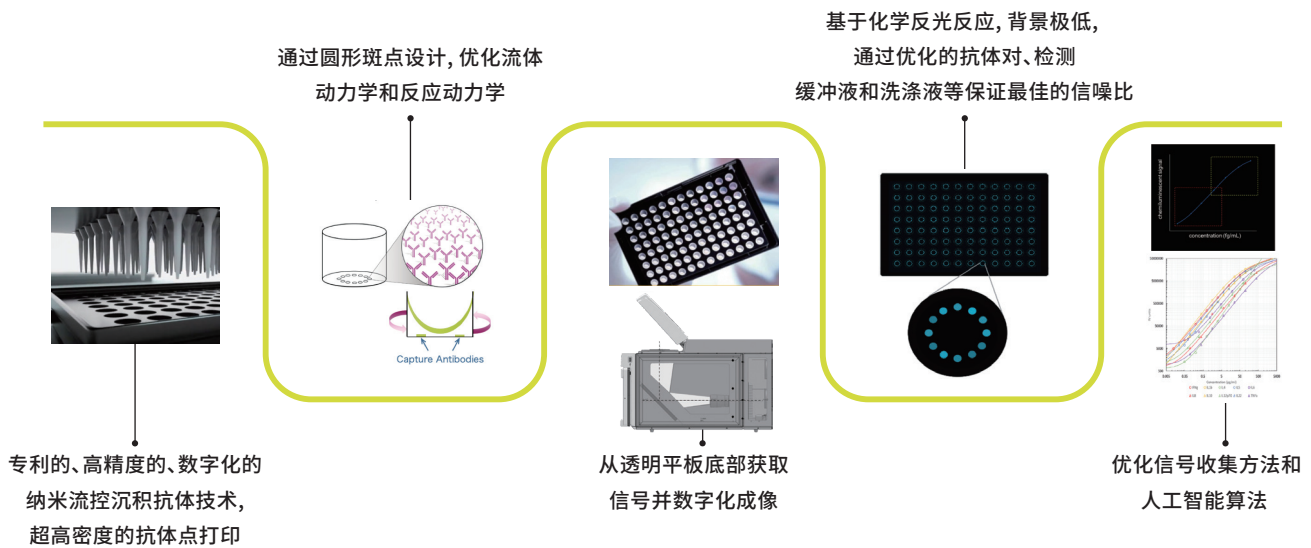 通过圆形斑点设计, 优化流体
动力学和反应动力学
基于化学反光反应, 背景极低,
通过优化的抗体对、检测
缓冲液和洗涤液等保证最佳的信噪比
Capture Antibodies
chemiluminescent signal
concentration (fg/mL)
专利的、高精度的、数字化的
纳米流控沉积抗体技术,
超高密度的抗体点打印
从透明平板底部获取
信号并数字化成像
优化信号收集方法和
人工智能算法